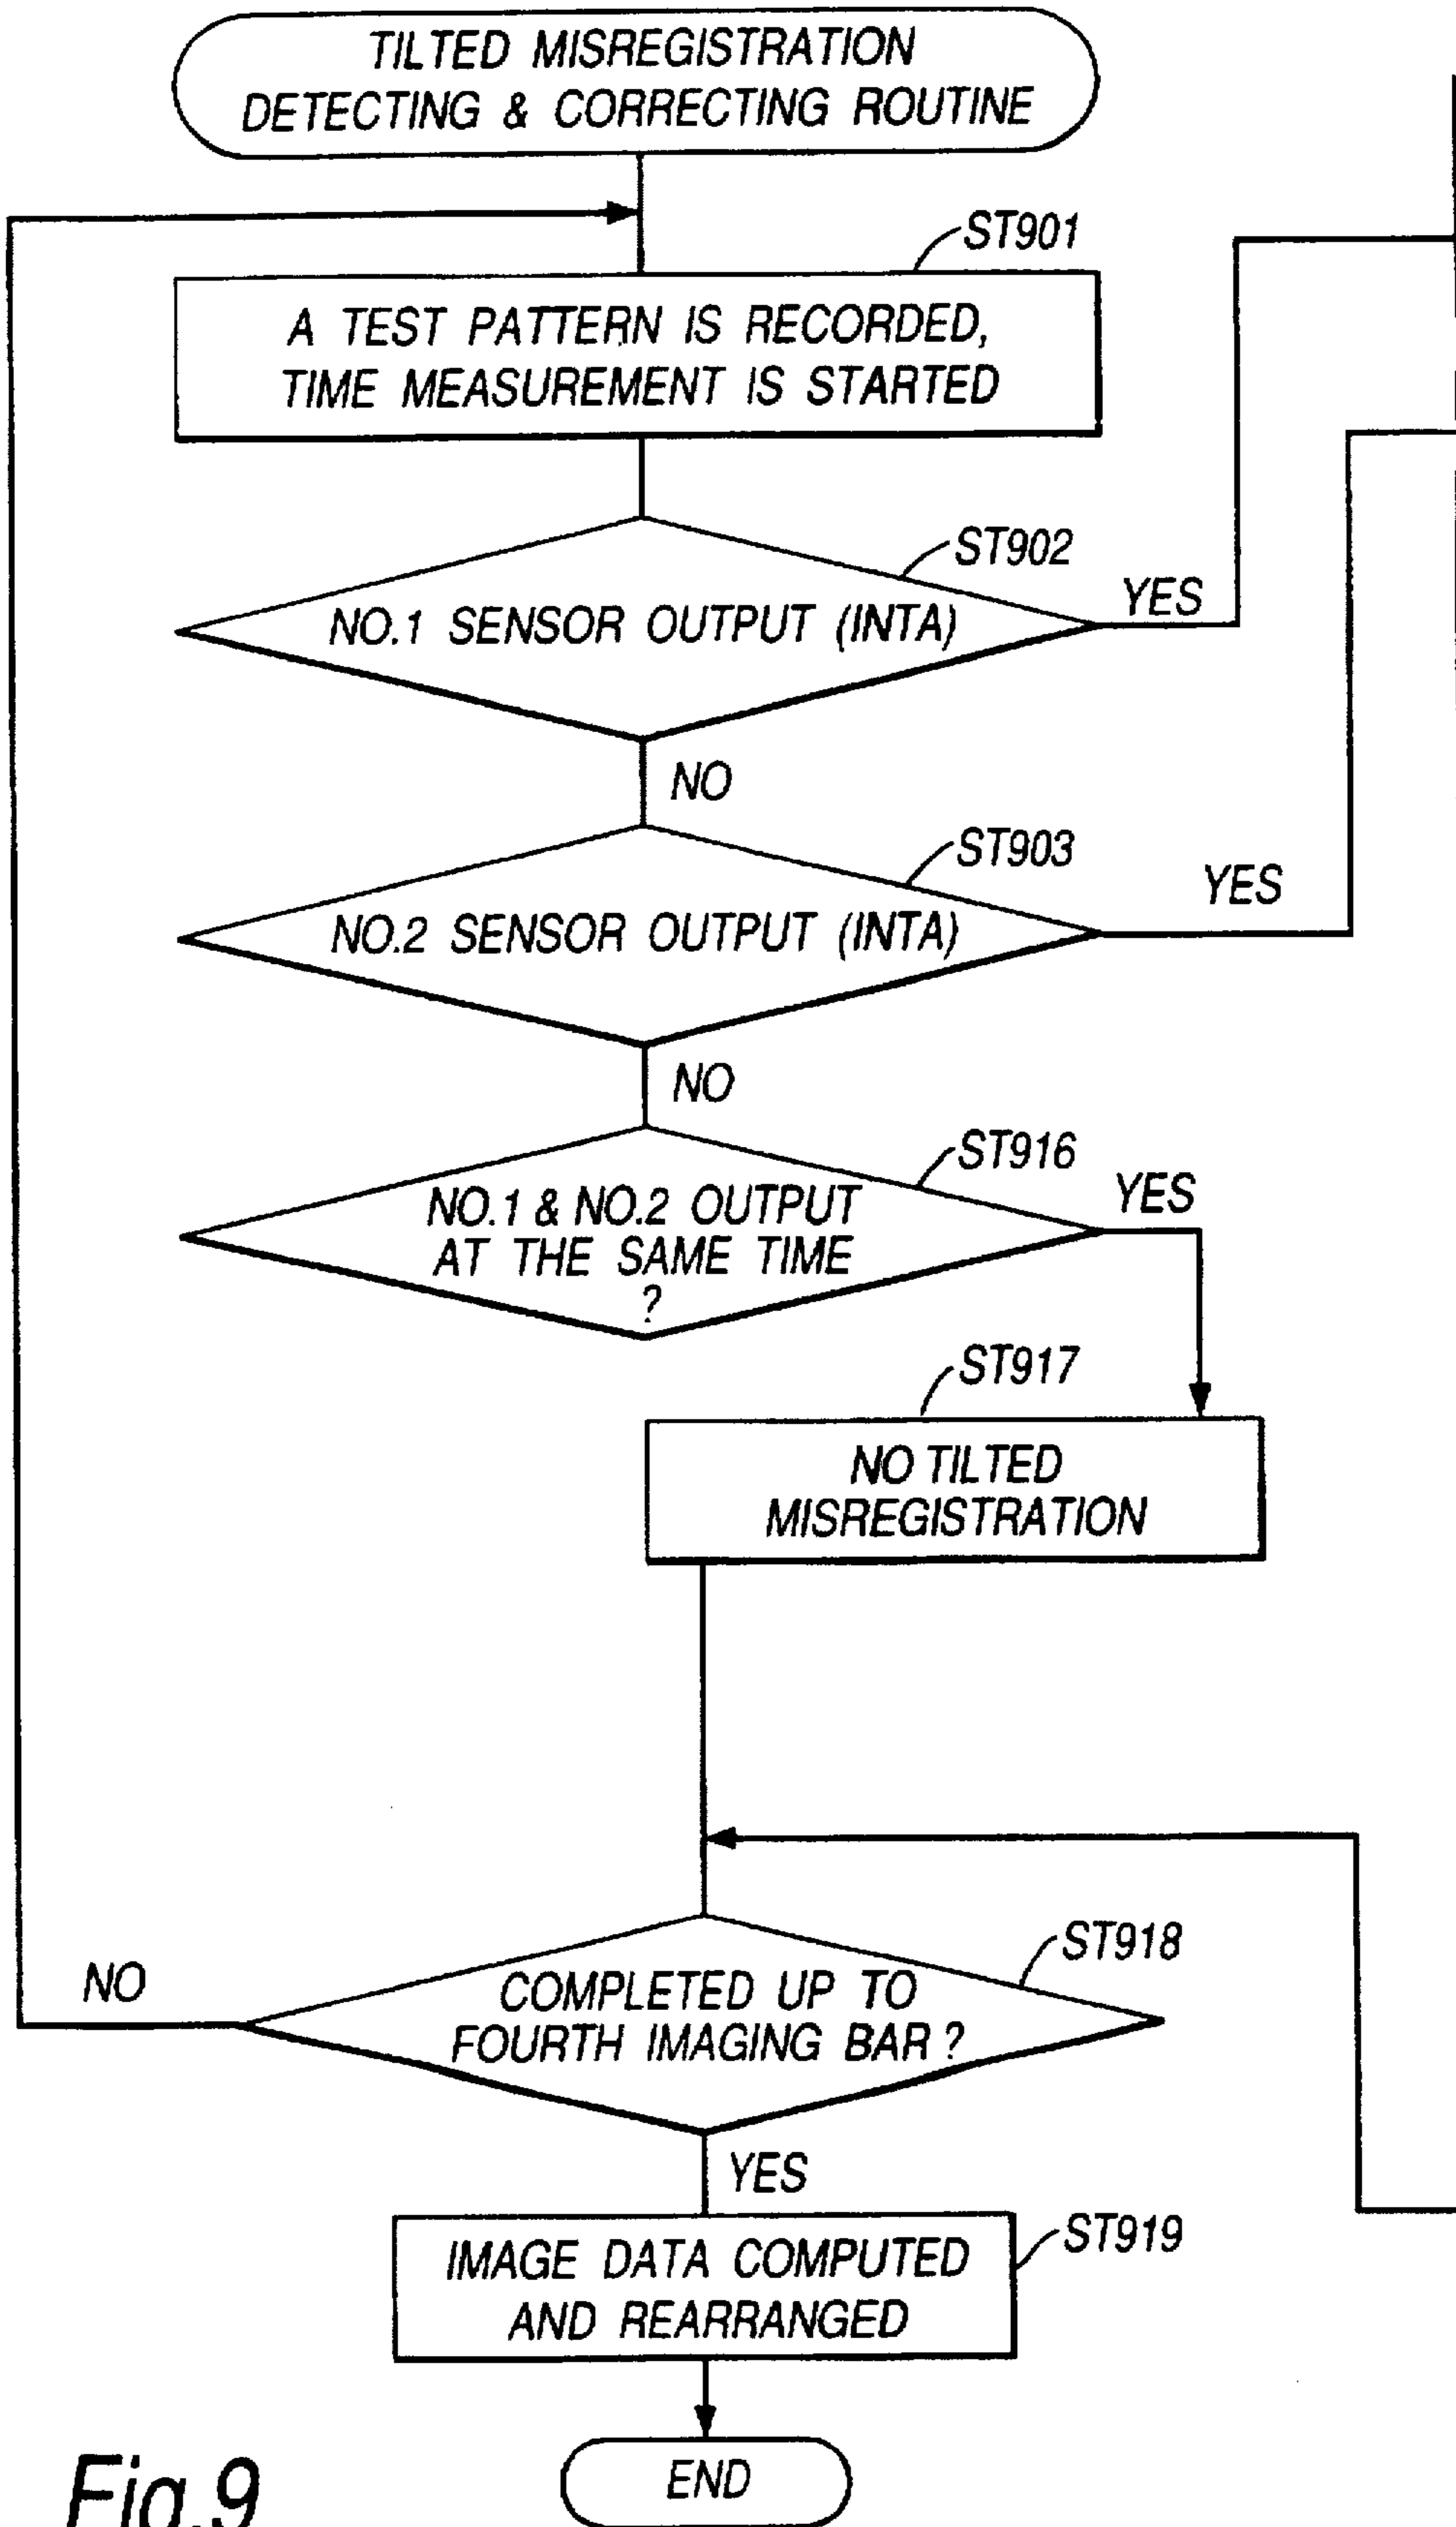 TILTED MISREGISTRATION
DETECTING & CORRECTING ROUTINE
ST901
A TEST PATTERN IS RECORDED,
TIME MEASUREMENT IS STARTED
ST902
NO.1 SENSOR OUTPUT (INTA)
YES
NO
ST903
NO.2 SENSOR OUTPUT (INTA)
YES
NO
ST916
NO.1 & NO.2 OUTPUT
AT THE SAME TIME
?
YES
ST917
NO TILTED
MISREGISTRATION
ST918
COMPLETED UP TO
FOURTH IMAGING BAR ?
NO
YES
ST919
IMAGE DATA COMPUTED
AND REARRANGED
END
Fig.9